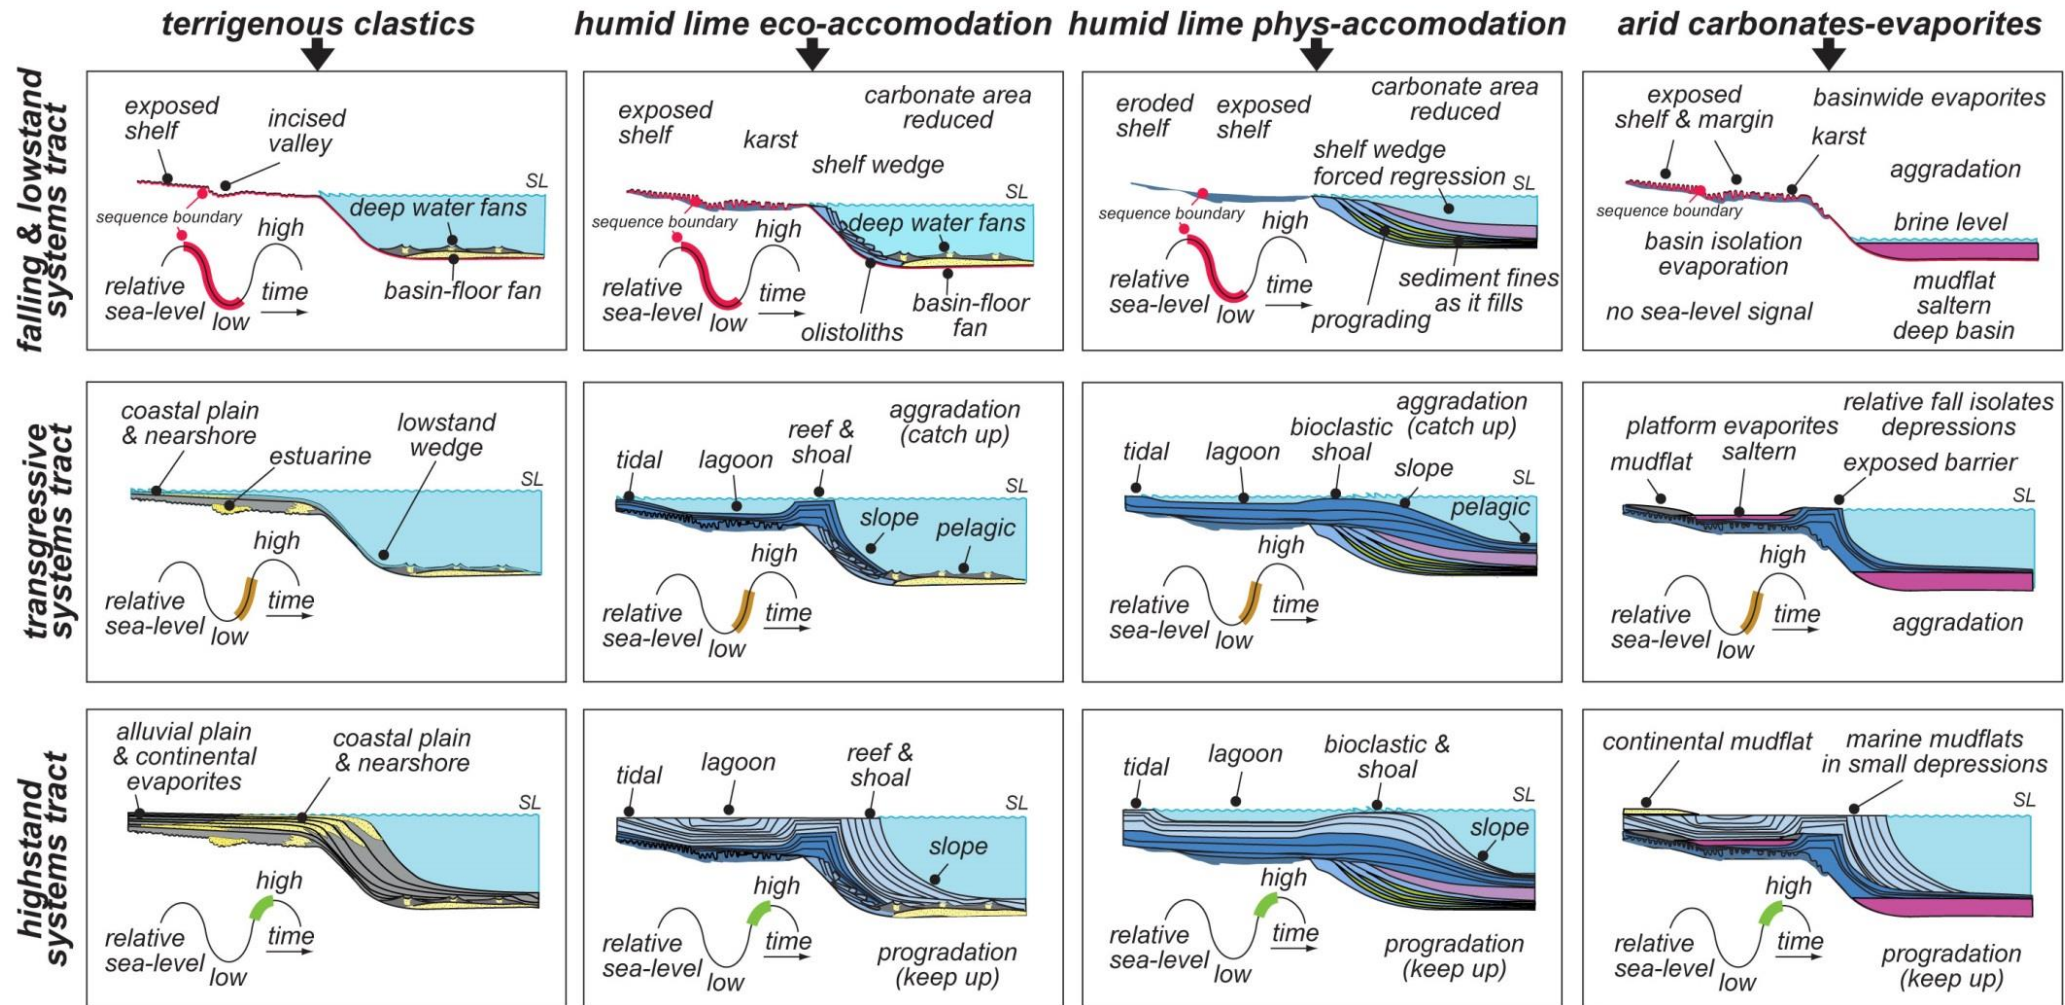 terrigenous clastics
humid lime eco-accomodation
humid lime phys-accomodation
arid carbonates-evaporites
falling & lowstand
systems tract
exposed
shelf
incised
valley
SL
deep water fans
sequence boundary
high
relative
sea-level
time
low
basin-floor fan
exposed
shelf
karst
carbonate area
reduced
shelf wedge
SL
deep water fans
sequence boundary
high
relative
sea-level
time
low
olistoliths
basin-floor
fan
eroded
shelf
exposed
shelf
carbonate area
reduced
shelf wedge
forced regression
SL
sequence boundary
high
relative
sea-level
time
low
prograding
sediment fines
as it fills
exposed
shelf & margin
basinwide evaporites
karst
aggradation
sequence boundary
basin isolation
evaporation
brine level
no sea-level signal
mudflat
saltern
deep basin
transgressive
systems tract
coastal plain
& nearshore
estuarine
lowstand
wedge
SL
high
relative
sea-level
time
low
tidal
lagoon
reef &
shoal
aggradation
(catch up)
SL
slope
pelagic
high
relative
sea-level
time
low
tidal
lagoon
bioclastic
shoal
aggradation
(catch up)
slope
SL
pelagic
high
relative
sea-level
time
low
relative fall isolates
depressions
platform evaporites
saltern
mudflat
exposed barrier
SL
high
relative
sea-level
time
low
aggradation
highstand
systems tract
alluvial plain
& continental
evaporites
coastal plain
& nearshore
SL
high
relative
sea-level
time
low
tidal
lagoon
reef &
shoal
SL
slope
high
relative
sea-level
time
low
progradation
(keep up)
tidal
lagoon
bioclastic &
shoal
SL
slope
high
relative
sea-level
time
low
progradation
(keep up)
continental mudflat
marine mudflats
in small depressions
SL
high
relative
sea-level
time
low
progradation
(keep up)